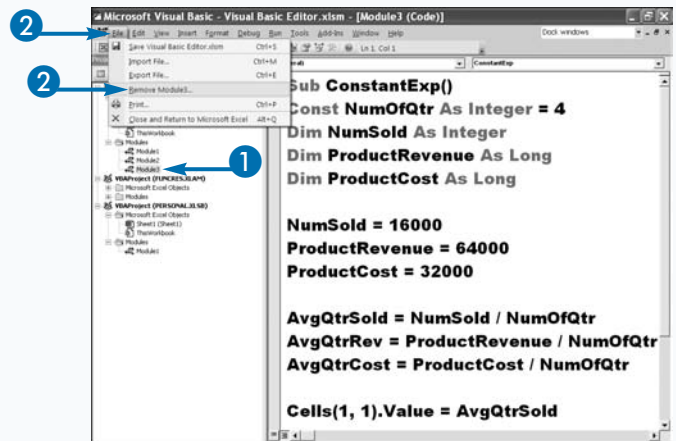 Microsoft Visual Basic - Visual Basic Editor.xlsm - [Module3 (Code)]
2
File Edit View Insert Format Debug Run Tools Add-Ins Window Help
Dock windows
Save Visual Basic Editor.xlsm Ctrl+S
Ln 1, Col 1
Import File... Ctrl+M
ConstantExp
Export File... Ctrl+E
2
Remove Module3...
Print... Ctrl+P
Close and Return to Microsoft Excel Alt+Q
ThisWorkbook
Modules
Module1
Module2
Module3
1
VBAProject (FUNCRES.XLAM)
Microsoft Excel Objects
Modules
VBAProject (PERSONAL.XLSB)
Microsoft Excel Objects
Sheet1 (Sheet1)
ThisWorkbook
Modules
Module1
Sub ConstantExp()
Const NumOfQtr As Integer = 4
Dim NumSold As Integer
Dim ProductRevenue As Long
Dim ProductCost As Long
NumSold = 16000
ProductRevenue = 64000
ProductCost = 32000
AvgQtrSold = NumSold / NumOfQtr
AvgQtrRev = ProductRevenue / NumOfQtr
AvgQtrCost = ProductCost / NumOfQtr
Cells(1, 1).Value = AvgQtrSold